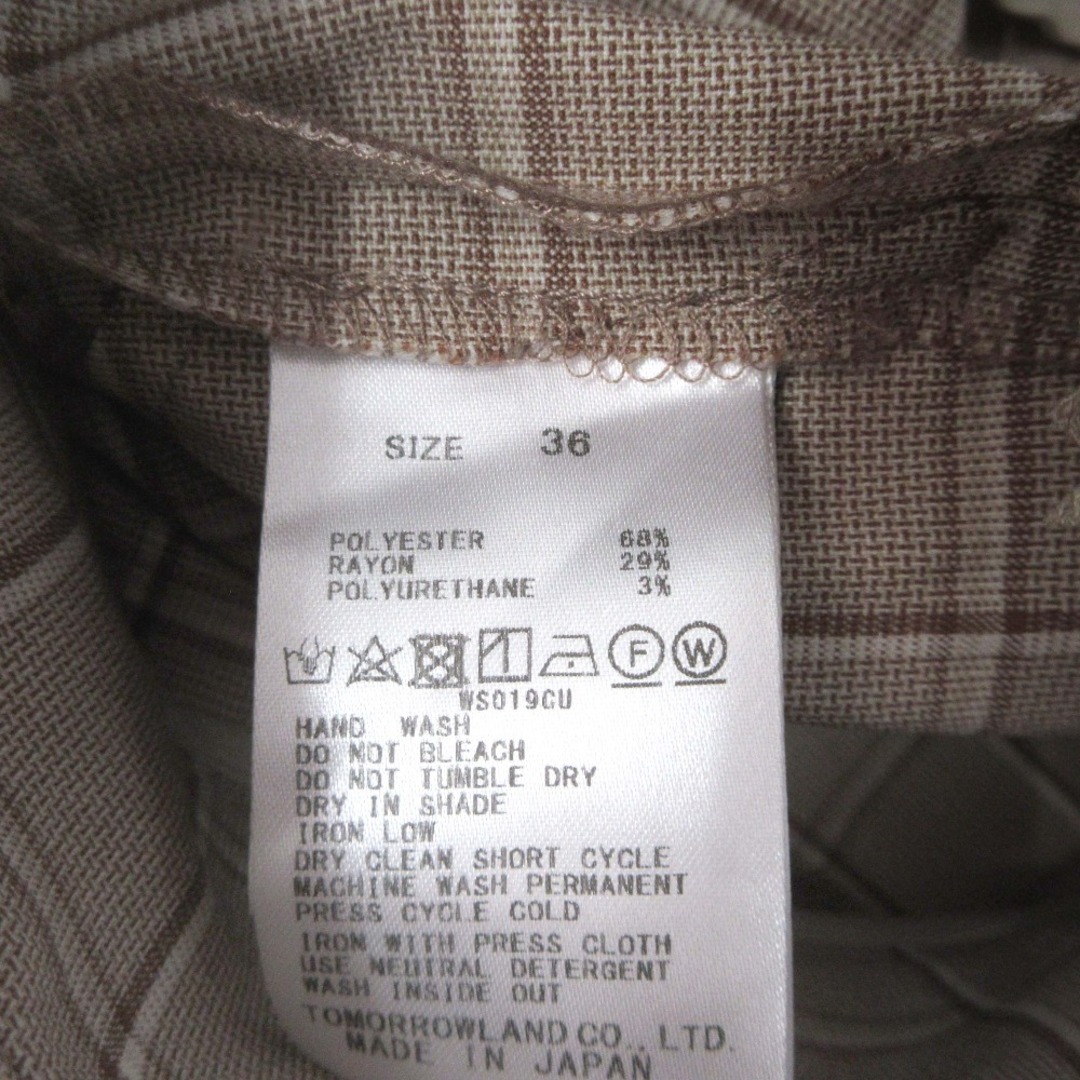 SIZE 36
POLYESTER 68%
RAYON 29%
POLYURETHANE 3%
F W
WS019CU
HAND WASH
DO NOT BLEACH
DO NOT TUMBLE DRY
DRY IN SHADE
IRON LOW
DRY CLEAN SHORT CYCLE
MACHINE WASH PERMANENT
PRESS CYCLE COLD
IRON WITH PRESS CLOTH
USE NEUTRAL DETERGENT
WASH INSIDE OUT
TOMORROWLAND CO., LTD.
MADE IN JAPAN